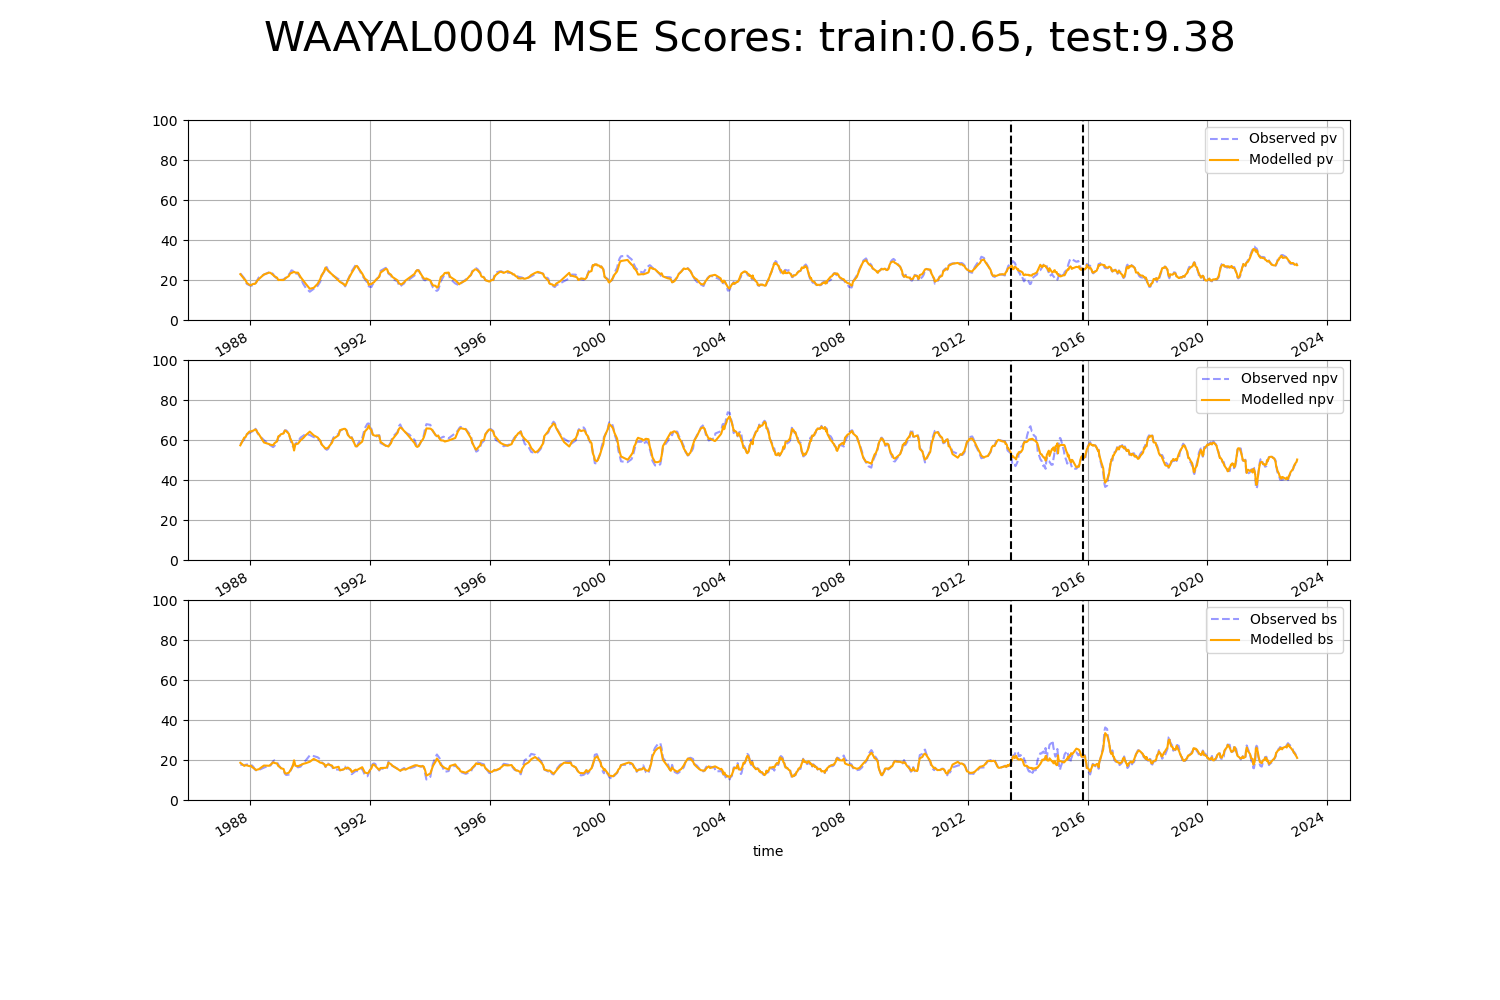 WAAYAL0004 MSE Scores: train:0.65, test:9.38
100
80
60
40
20
0
Observed pv
Modelled pv
1988 1992 1996 2000 2004 2008 2012 2016 2020 2024
100
80
60
40
20
0
Observed npv
Modelled npv
1988 1992 1996 2000 2004 2008 2012 2016 2020 2024
100
80
60
40
20
0
Observed bs
Modelled bs
1988 1992 1996 2000 2004 2008 2012 2016 2020 2024
time